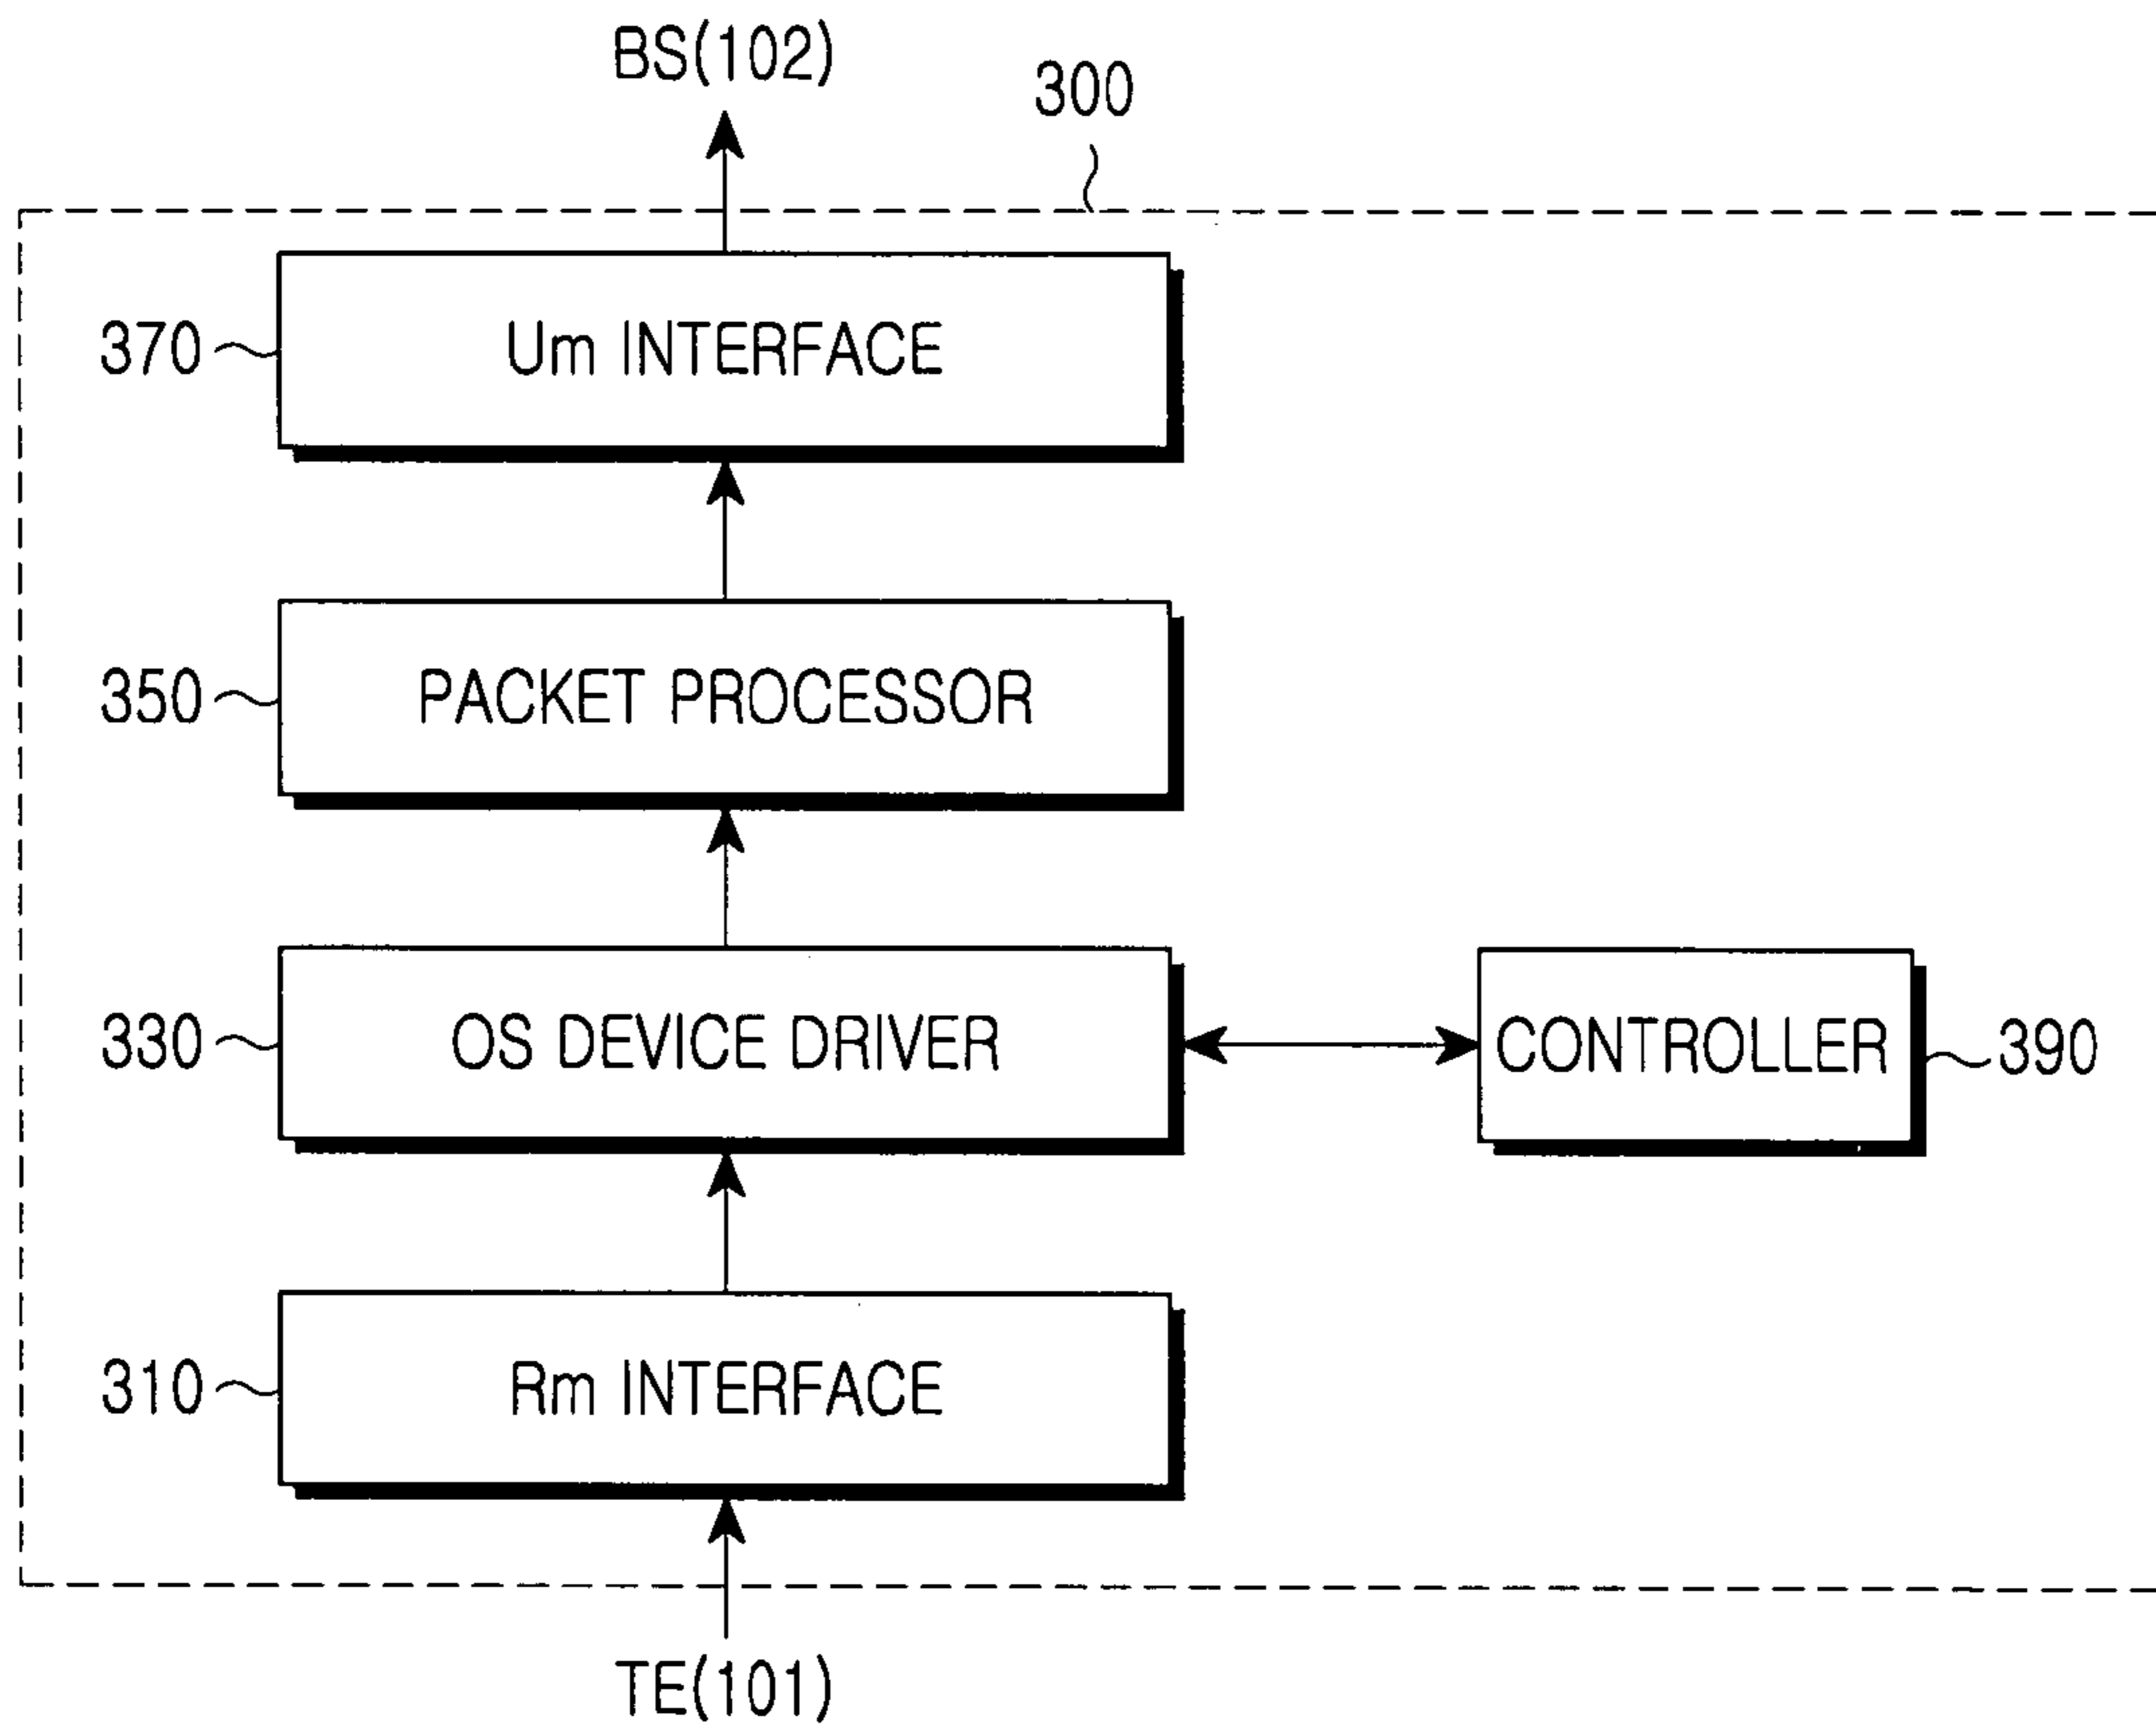 BS(102)
300
370
Um INTERFACE
350
PACKET PROCESSOR
330
OS DEVICE DRIVER
CONTROLLER
390
310
Rm INTERFACE
TE(101)